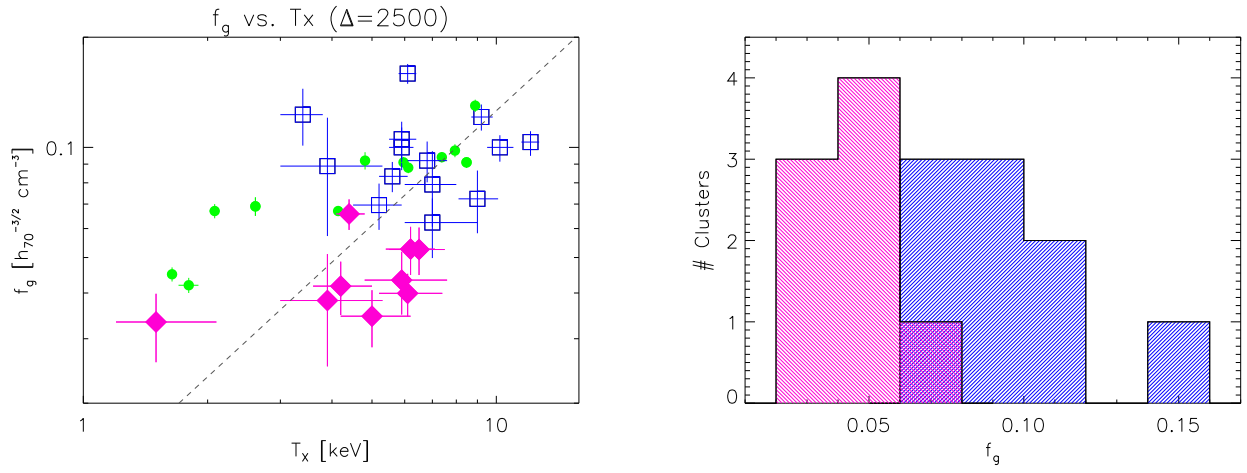 f_g vs. Tx (Δ=2500)
f_g [h_70^-3/2 cm^-3]
0.1
1
10
T_X [keV]
# Clusters
4
3
2
1
0
0.05
0.10
0.15
f_g